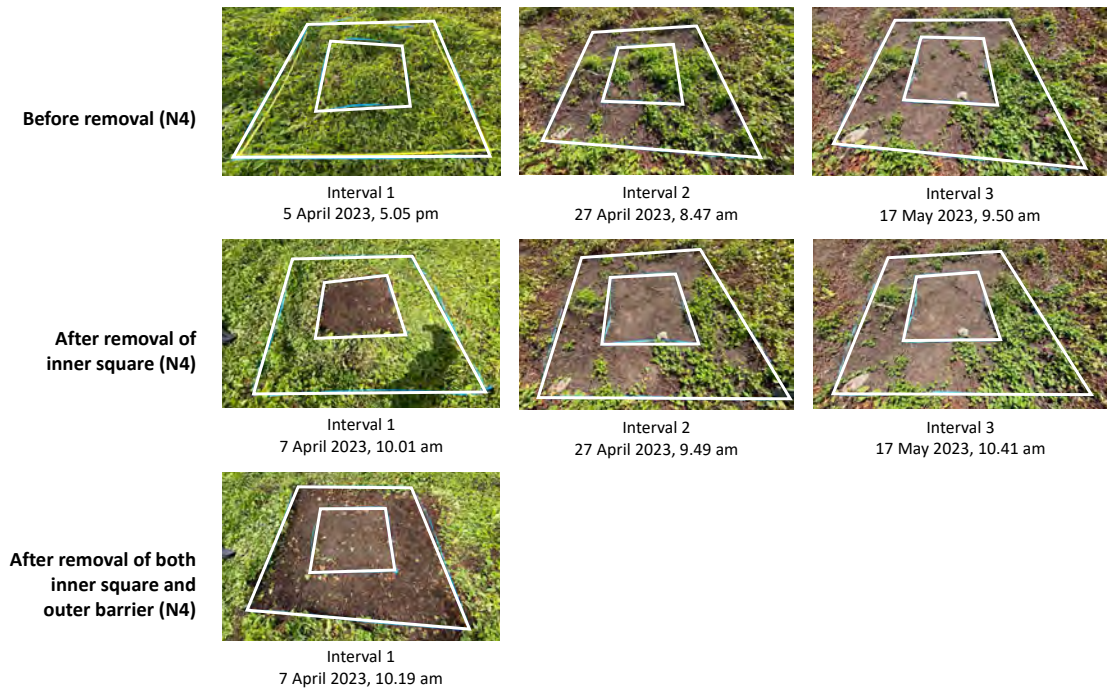 Before removal (N4)
Interval 1
5 April 2023, 5.05 pm
Interval 2
27 April 2023, 8.47 am
Interval 3
17 May 2023, 9.50 am
After removal of
inner square (N4)
Interval 1
7 April 2023, 10.01 am
Interval 2
27 April 2023, 9.49 am
Interval 3
17 May 2023, 10.41 am
After removal of both
inner square and
outer barrier (N4)
Interval 1
7 April 2023, 10.19 am